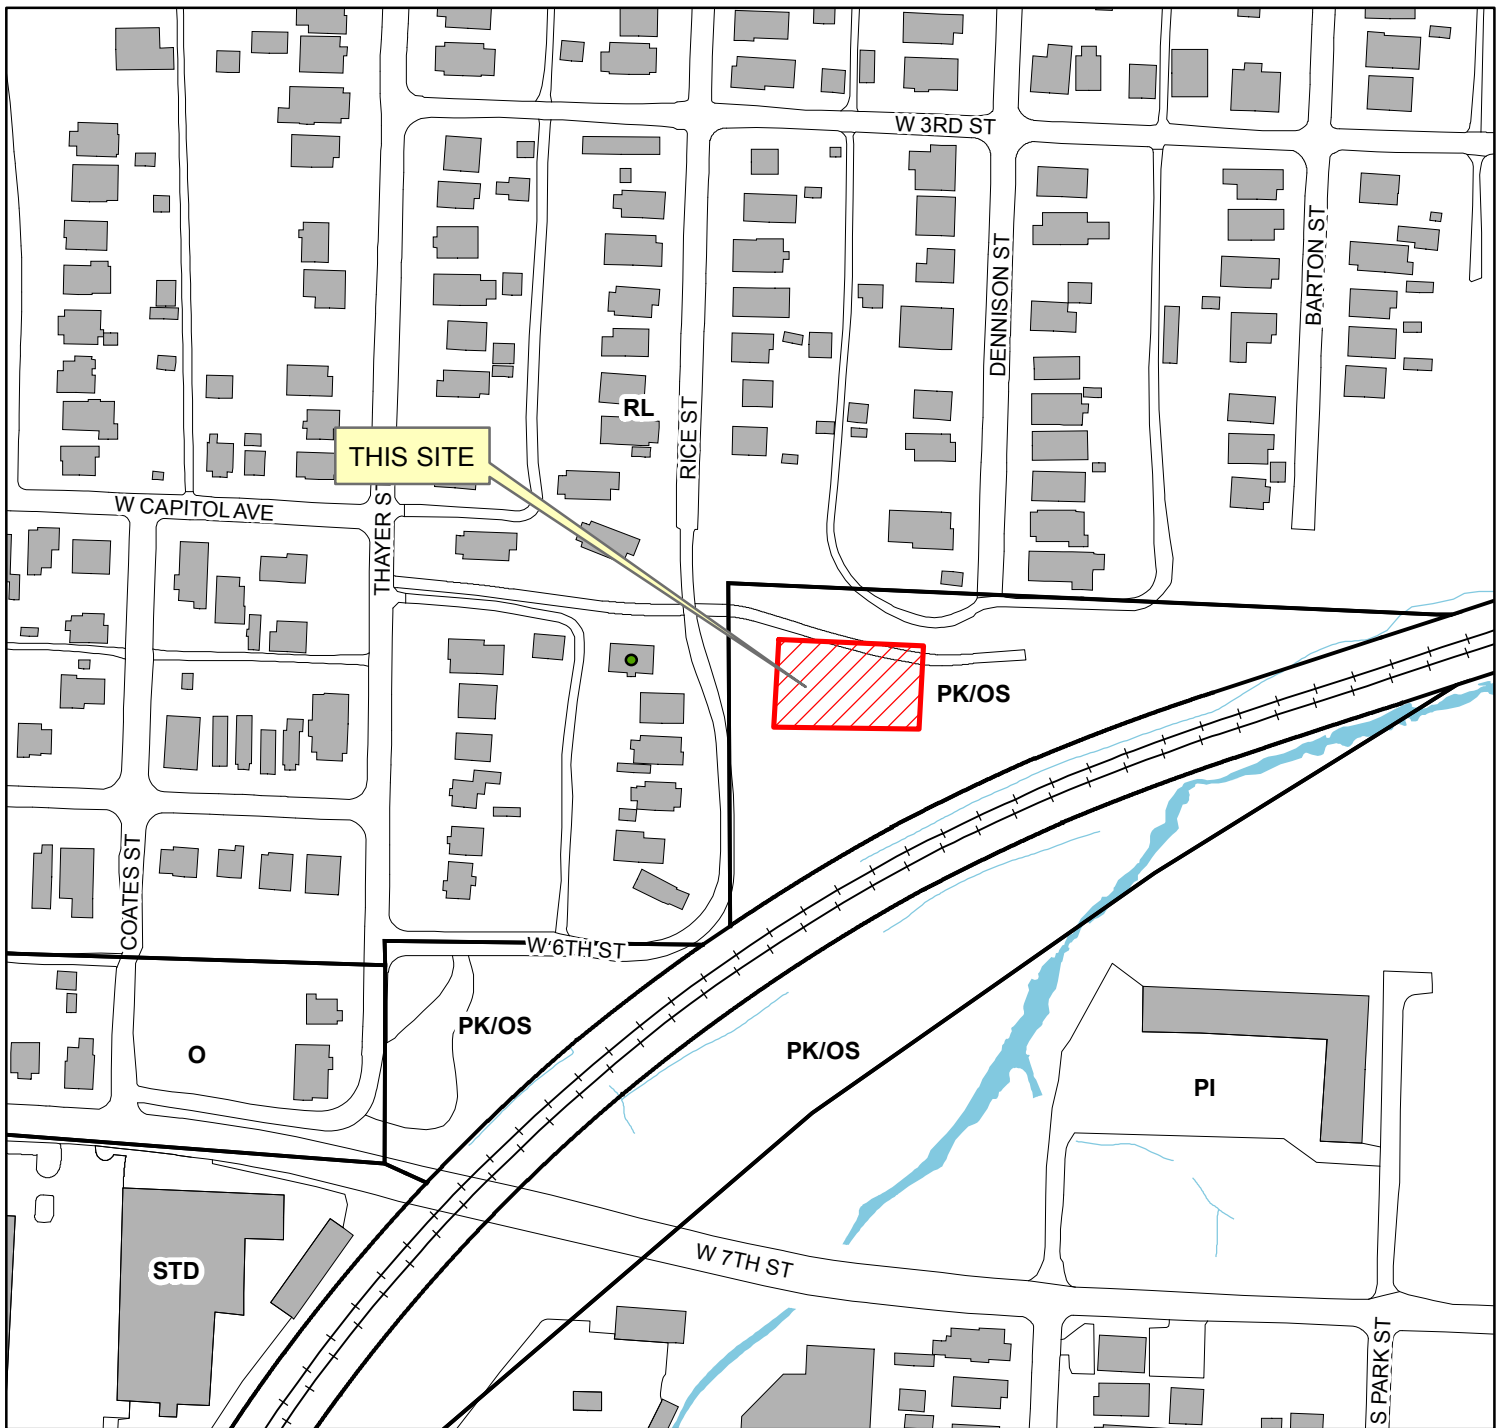 W 3RD ST
DENNISON ST
BARTON ST
RL
RICE ST
THIS SITE
W CAPITOL AVE
THAYER ST
PK/OS
COATES ST
W 6TH ST
PK/OS
PK/OS
O
PI
STD
W 7TH ST
S PARK ST